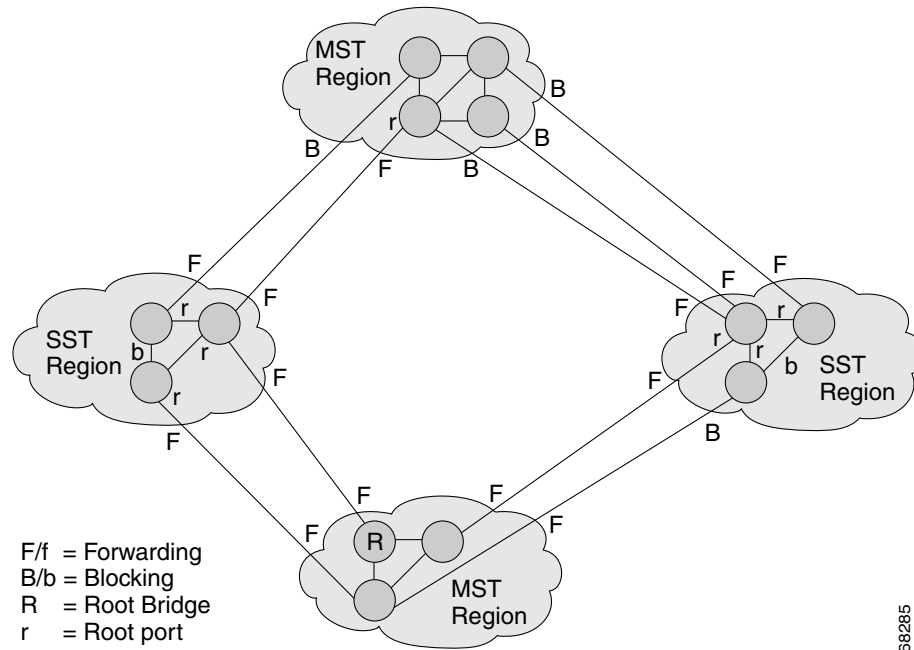 MST
Region
B
B
r
B
F
B
F
F
F
F
F
SST
Region
r
r
b
r
r
r
r
b
SST
Region
F
F
F
B
F
F
F
F
R
MST
Region
F/f = Forwarding
B/b = Blocking
R = Root Bridge
r = Root port
68285